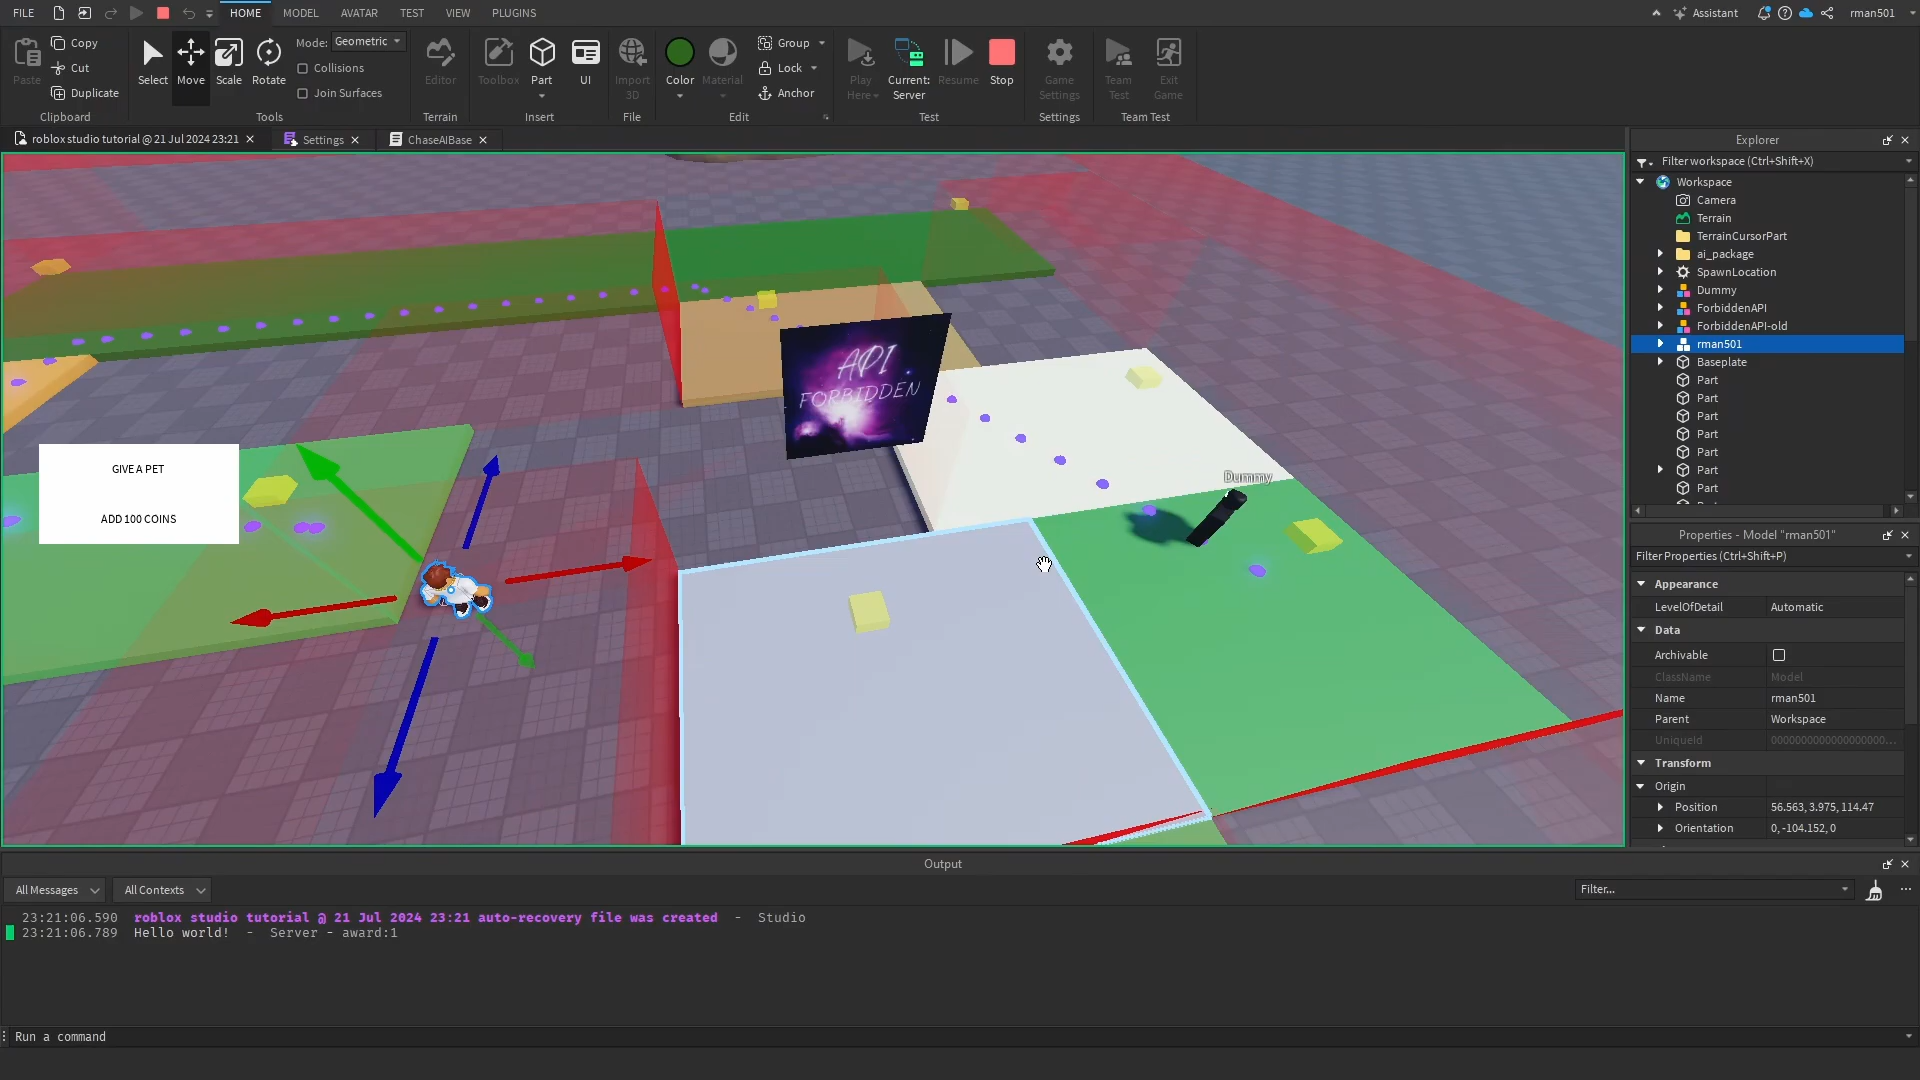 FILE HOME MODEL AVATAR TEST VIEW PLUGINS Assistant rman501
Paste Copy Cut Duplicate Clipboard
Select Move Scale Rotate Mode: Geometric Collisions Join Surfaces Tools
Editor Terrain
Toolbox Part UI Insert
Import 3D File
Color Material Group Lock Anchor Edit
Play Here Current: Server Resume Stop Test
Game Settings Settings
Team Test Exit Game Team Test
roblox studio tutorial @ 21 Jul 2024 23:21 Settings ChaseAIBase
API
FORBIDDEN
Dummy
GIVE A PET
ADD 100 COINS
Explorer
Filter workspace (Ctrl+Shift+X)
Workspace
Camera
Terrain
TerrainCursorPart
ai_package
SpawnLocation
Dummy
ForbiddenAPI
ForbiddenAPI-old
rman501
Baseplate
Part
Part
Part
Part
Part
Part
Part
Properties - Model "rman501"
Filter Properties (Ctrl+Shift+P)
Appearance
LevelOfDetail Automatic
Data
Archivable
ClassName Model
Name rman501
Parent Workspace
UniqueId 00000000000000000000...
Transform
Origin
Position 56.563, 3.975, 114.47
Orientation 0, -104.152, 0
Output
All Messages All Contexts Filter...
23:21:06.590 roblox studio tutorial @ 21 Jul 2024 23:21 auto-recovery file was created - Studio
23:21:06.789 Hello world! - Server - award:1
Run a command